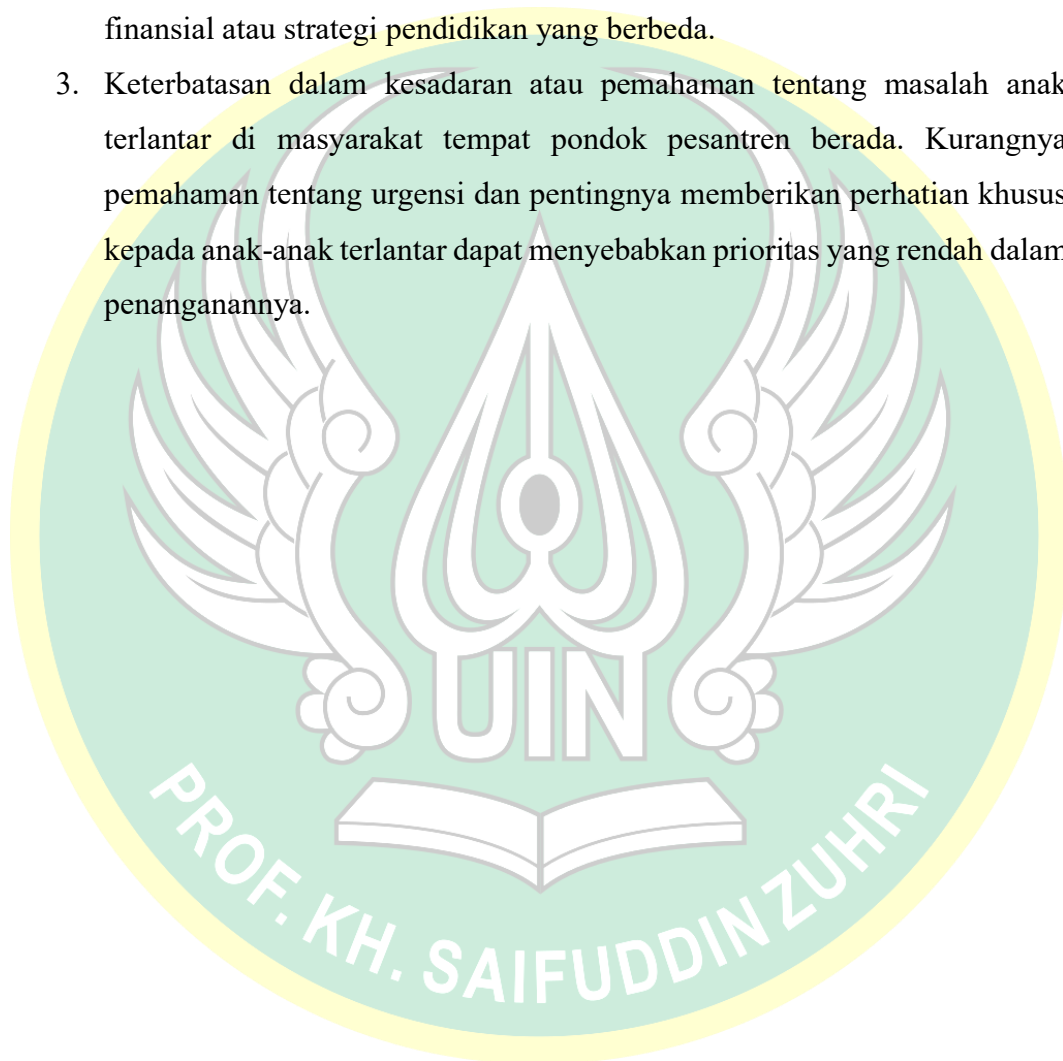 finansial atau strategi pendidikan yang berbeda.
3. Keterbatasan dalam kesadaran atau pemahaman tentang masalah anak
terlantar di masyarakat tempat pondok pesantren berada. Kurangnya
pemahaman tentang urgensi dan pentingnya memberikan perhatian khusus
kepada anak-anak terlantar dapat menyebabkan prioritas yang rendah dalam
penanganannya.
UIN
PROF. KH. SAIFUDDIN ZUHRI